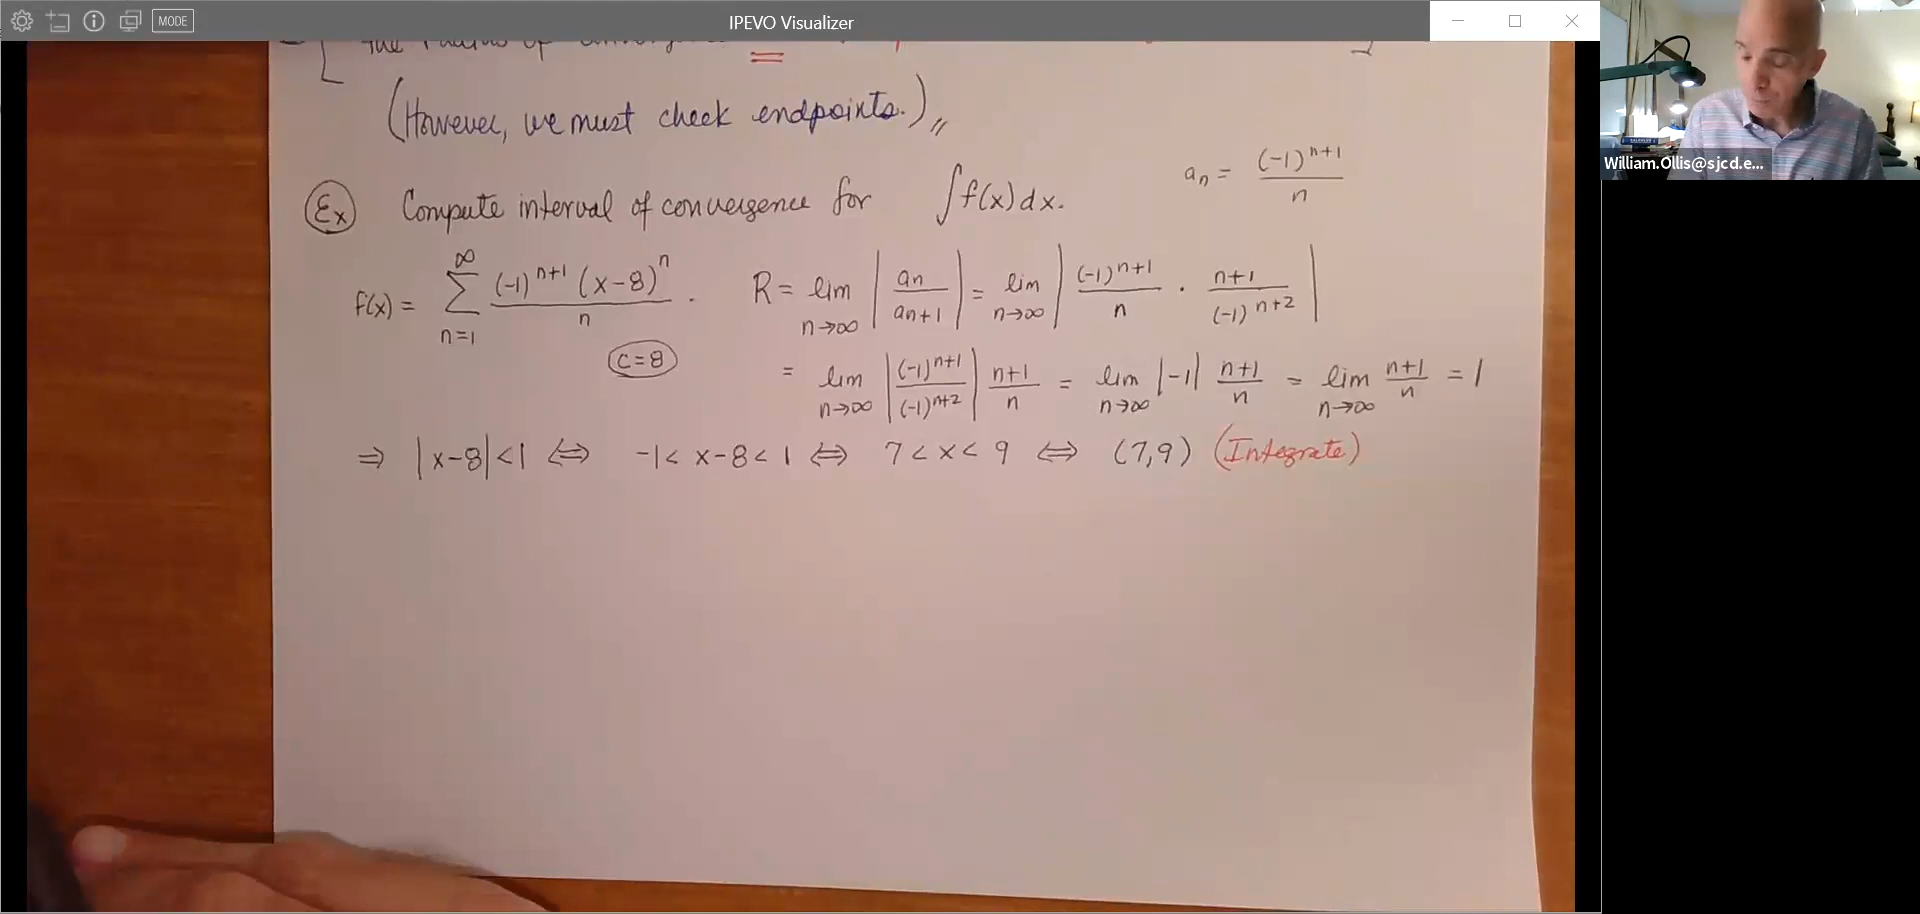 MODE
IPEVO Visualizer
William.Ollis@sjcd.e...
the radius of
(However, we must check endpoints.)
Ex Compute interval of convergence for ∫f(x)dx.
aₙ = (-1)^{n+1} / n
f(x) = ∑_{n=1}^{∞} (-1)^{n+1} (x-8)^n / n .
c=8
R = lim_{n→∞} | aₙ / aₙ₊₁ | = lim_{n→∞} | (-1)^{n+1} / n · n+1 / (-1)^{n+2} |
= lim_{n→∞} | (-1)^{n+1} / (-1)^{n+2} | n+1 / n = lim_{n→∞} |-1| n+1 / n = lim_{n→∞} n+1 / n = 1
⇒ |x-8| < 1 ⇔ -1 < x-8 < 1 ⇔ 7 < x < 9 ⇔ (7,9) (Integrate)